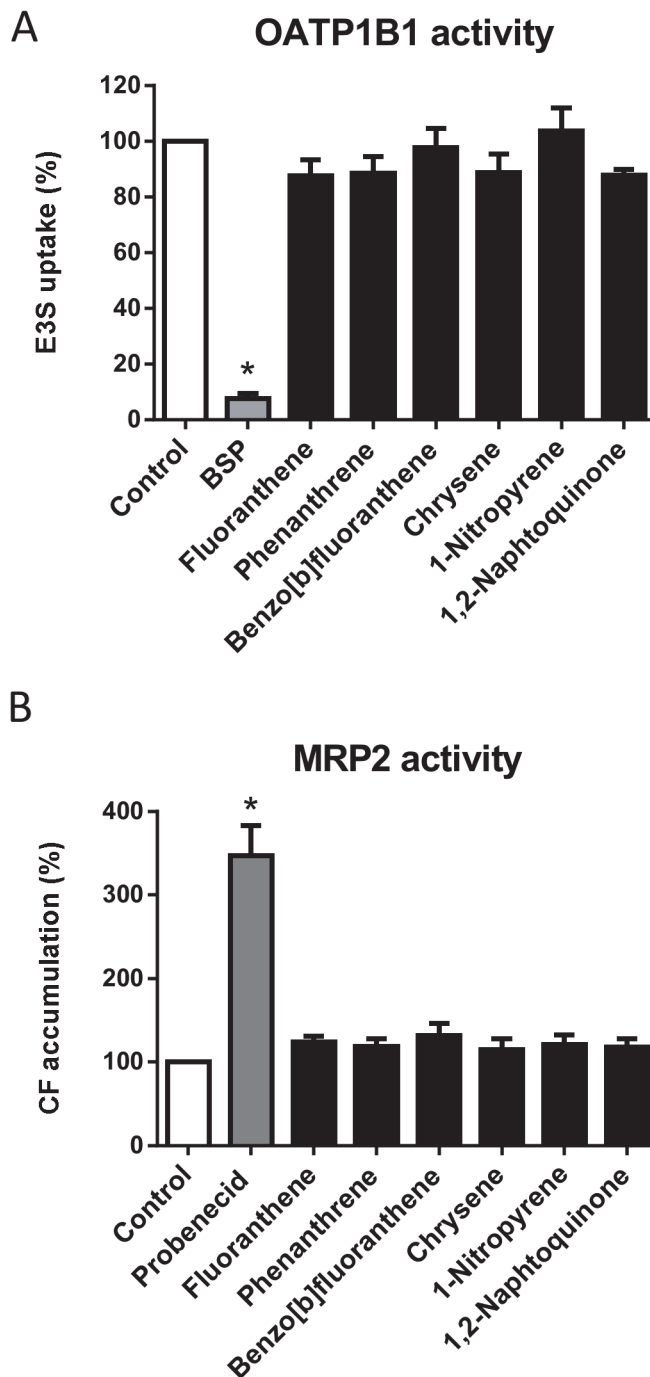 A
OATP1B1 activity
E3S uptake (%)
120
100
80
60
40
20
0
*
Control
BSP
Fluoranthene
Phenanthrene
Benzo[b]fluoranthene
Chrysene
1-Nitropyrene
1,2-Naphtoquinone
B
MRP2 activity
CF accumulation (%)
400
300
200
100
0
*
Control
Probenecid
Fluoranthene
Phenanthrene
Benzo[b]fluoranthene
Chrysene
1-Nitropyrene
1,2-Naphtoquinone